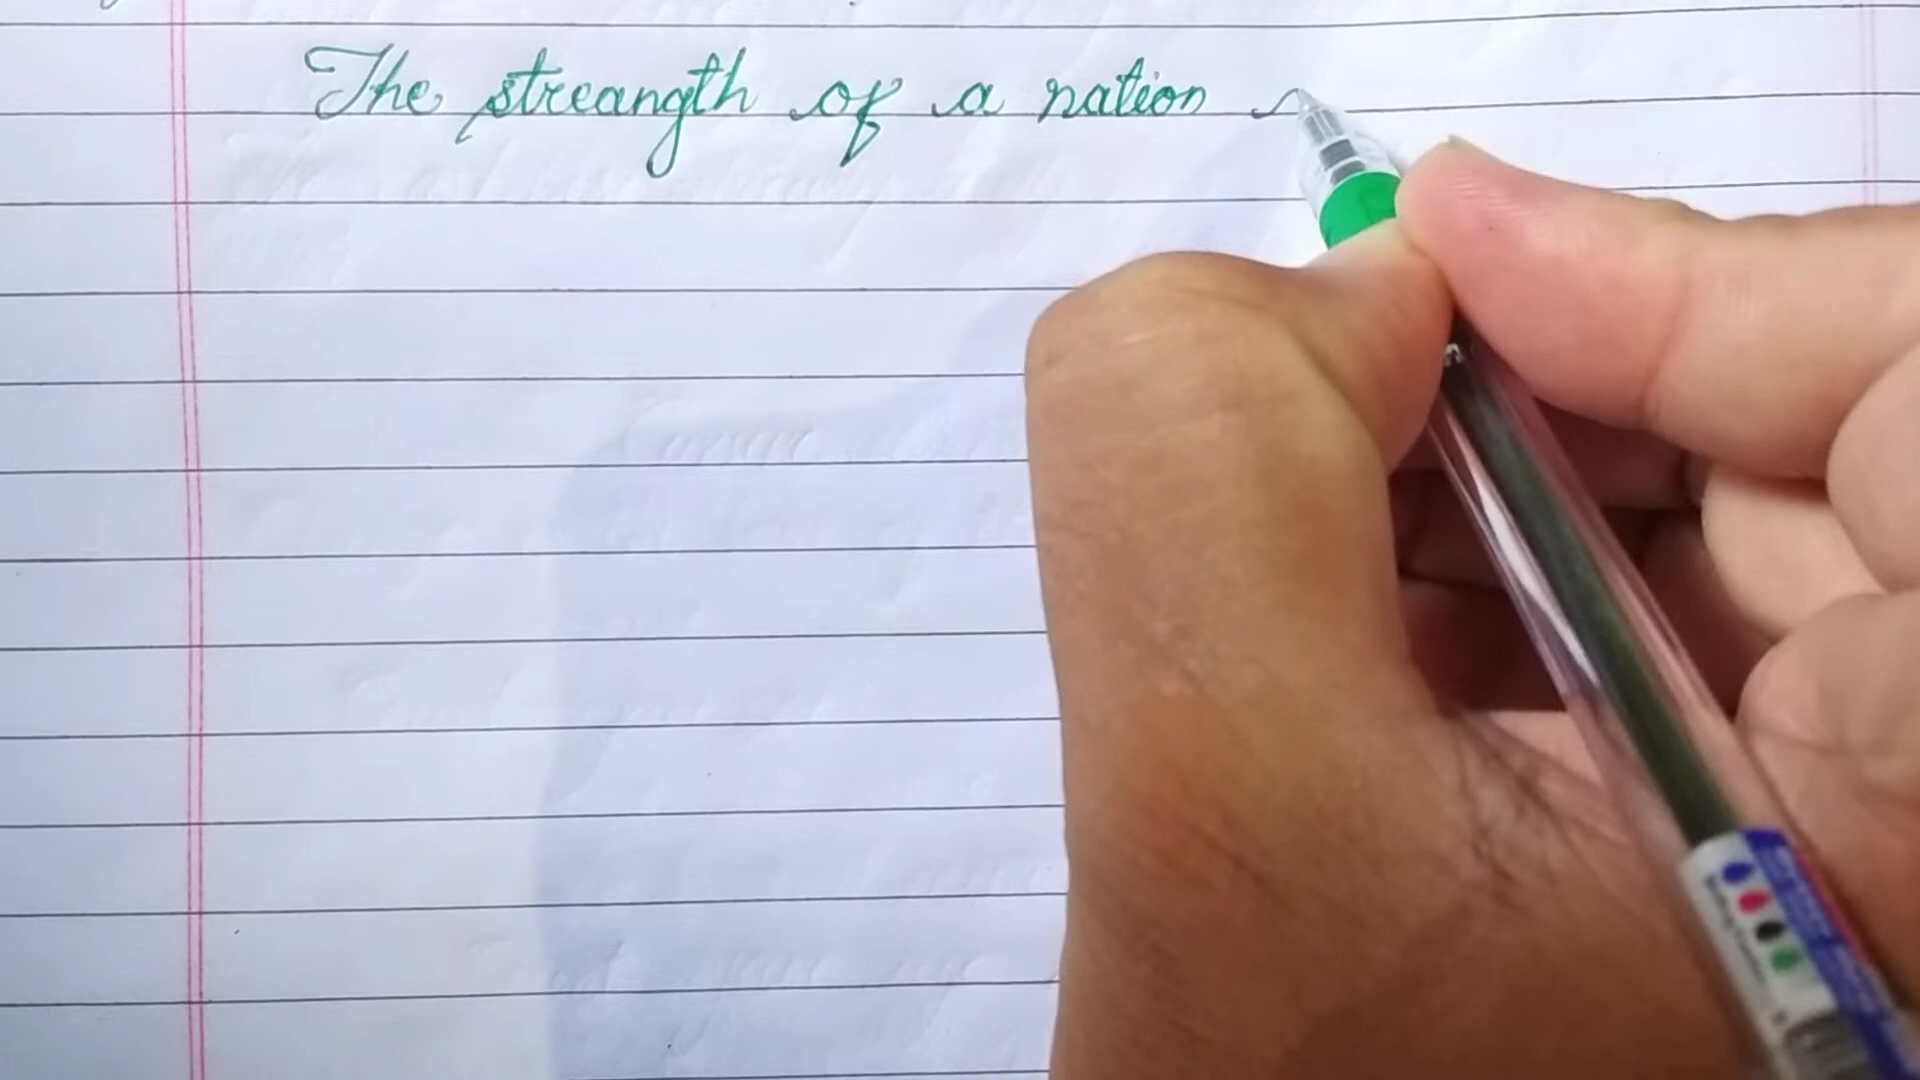 The streangth of a nation